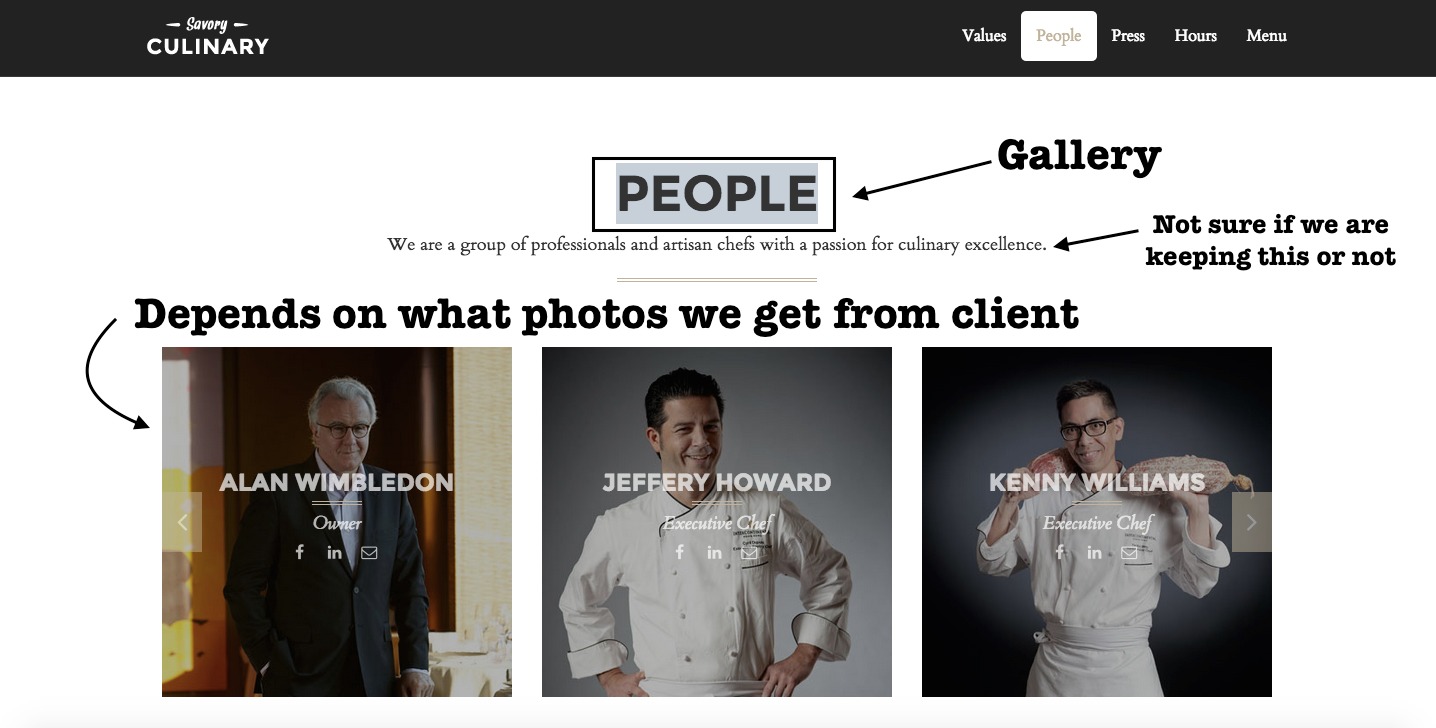 Savory
CULINARY
Values People Press Hours Menu
Gallery
PEOPLE
Not sure if we are
keeping this or not
We are a group of professionals and artisan chefs with a passion for culinary excellence.
Depends on what photos we get from client
ALAN WIMBLEDON
Owner
JEFFERY HOWARD
Executive Chef
KENNY WILLIAMS
Executive Chef